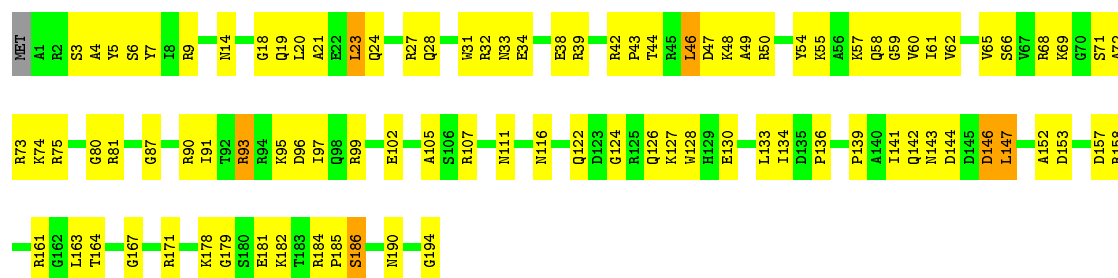 MET A1 R2 S3 A4 Y5 S6 Y7 I8 R9 N14 G18 Q19 L20 A21 E22 L23 Q24 R27 Q28 W31 R32 N33 E34 E38 R39 R42 P43 T44 R45 L46 D47 K48 A49 R50 Y54 K55 A56 K57 Q58 G59 V60 I61 V62 V65 S66 V67 R68 K69 G70 S71
R73 K74 R75 G80 R81 G87 R90 I91 T92 R93 R94 K95 D96 I97 Q98 R99 E102 A105 S106 R107 N111 N116 Q122 D123 G124 R125 Q126 K127 W128 H129 E130 L133 I134 D135 P136 P139 A140 I141 Q142 N143 D144 D145 D146 L147 A152 D153 D157
R161 G162 L163 T164 G167 R171 K178 G179 S180 E181 K182 T183 R184 P185 S186 N190 G194